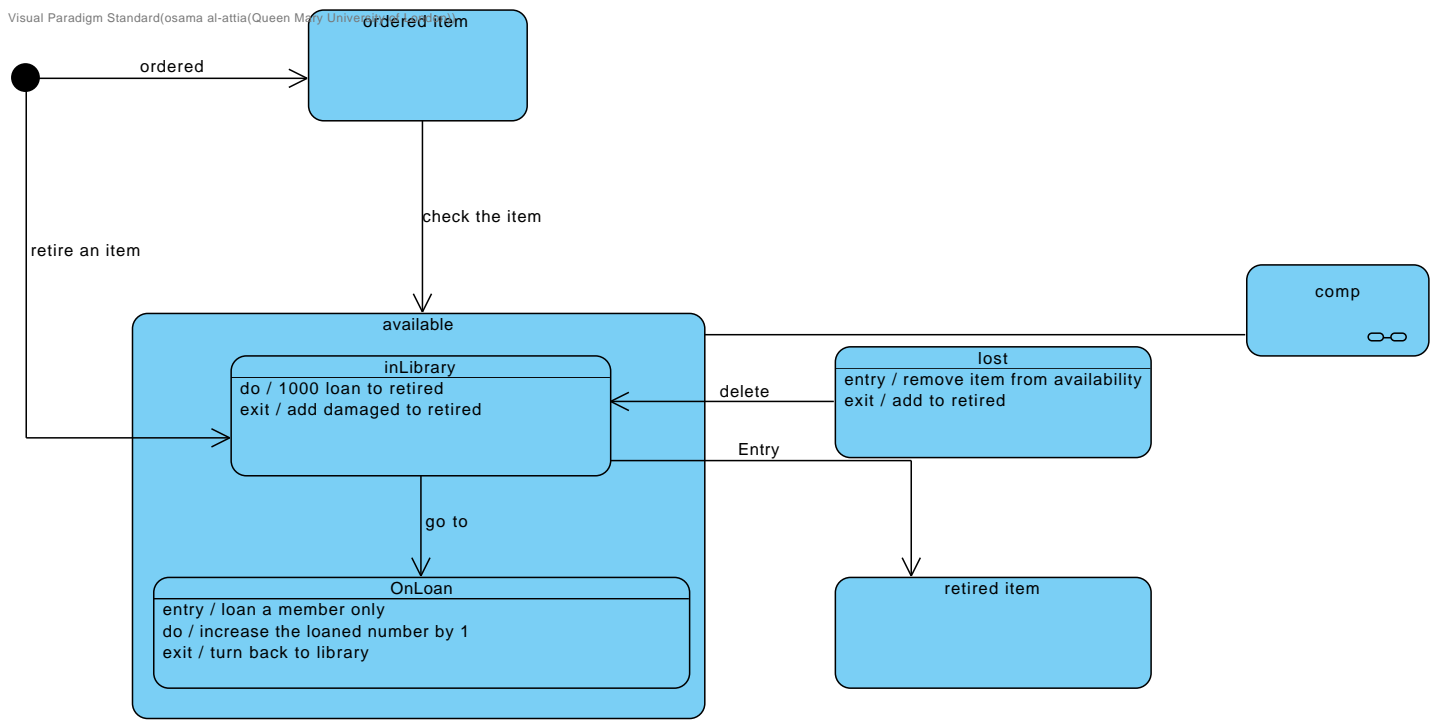 Visual Paradigm Standard(osama al-attia(Queen Mary University of London))
ordered item
ordered
check the item
retire an item
comp
available
inLibrary
do / 1000 loan to retired
exit / add damaged to retired
lost
entry / remove item from availability
exit / add to retired
delete
Entry
go to
OnLoan
entry / loan a member only
do / increase the loaned number by 1
exit / turn back to library
retired item